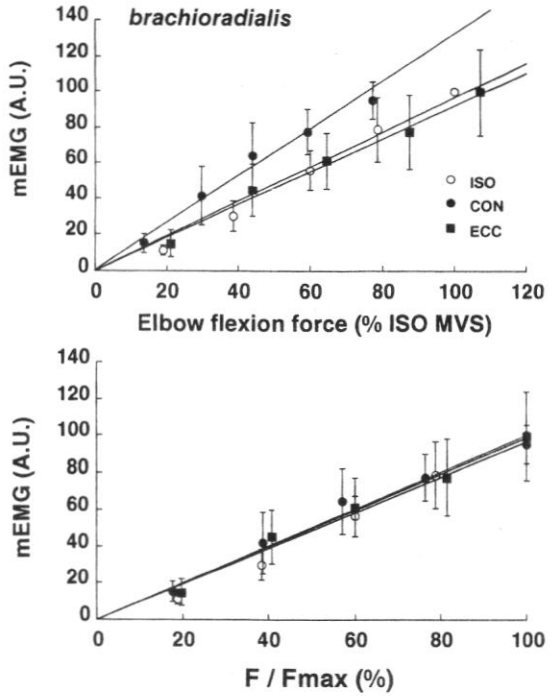 brachioradialis
140
120
100
80
60
40
20
0
mEMG (A.U.)
ISO
CON
ECC
0 20 40 60 80 100 120
Elbow flexion force (% ISO MVS)
140
120
100
80
60
40
20
0
mEMG (A.U.)
0 20 40 60 80 100
F / Fmax (%)